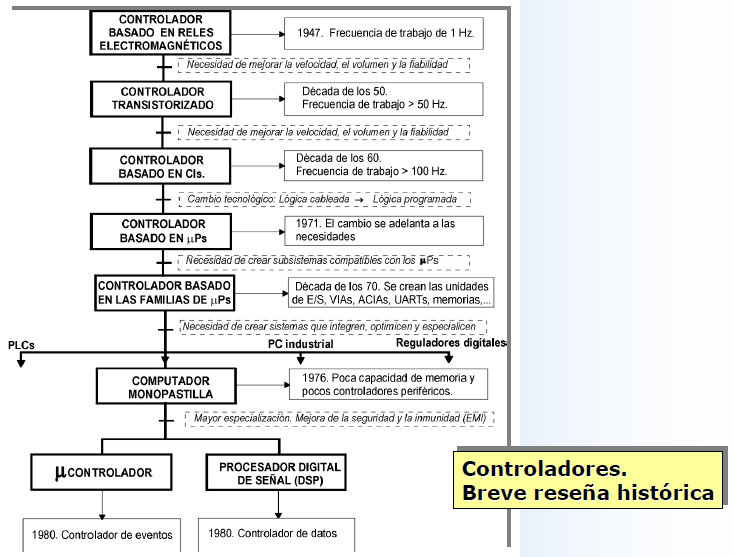 CONTROLADOR
BASADO EN RELES
ELECTROMAGNÉTICOS
1947. Frecuencia de trabajo de 1 Hz.
Necesidad de mejorar la velocidad, el volumen y la fiabilidad
CONTROLADOR
TRANSISTORIZADO
Década de los 50.
Frecuencia de trabajo > 50 Hz.
Necesidad de mejorar la velocidad, el volumen y la fiabilidad
CONTROLADOR
BASADO EN CIs.
Década de los 60.
Frecuencia de trabajo > 100 Hz.
Cambio tecnológico: Lógica cableada → Lógica programada
CONTROLADOR
BASADO EN µPs
1971. El cambio se adelanta a las
necesidades
Necesidad de crear subsistemas compatibles con los µPs
CONTROLADOR BASADO
EN LAS FAMILIAS DE µPs
Década de los 70. Se crean las unidades
de E/S, VIAs, ACIAs, UARTs, memorias,...
Necesidad de crear sistemas que integren, optimicen y especialicen
PLCs
PC industrial
Reguladores digitales
COMPUTADOR
MONOPASTILLA
1976. Poca capacidad de memoria y
pocos controladores periféricos.
Mayor especialización. Mejora de la seguridad y la inmunidad (EMI)
µCONTROLADOR
PROCESADOR DIGITAL
DE SEÑAL (DSP)
1980. Controlador de eventos
1980. Controlador de datos
Controladores.
Breve reseña histórica